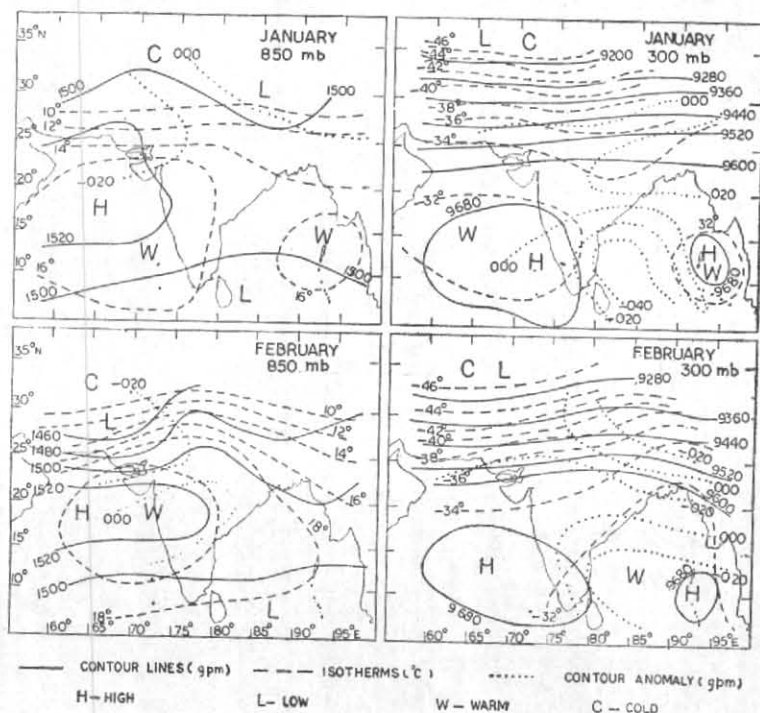 JANUARY
850 mb
35°N
30°
25°
20°
15°
10°
C
000
1500
L
1500
10°
12°
14°
-020
H
1520
W
W
16°
16°
1500
L
JANUARY
300 mb
-46°
-44°
-42°
-40°
-38°
-36°
-34°
-32°
L
C
9200
9280
9360
000
9440
9520
9600
020
32°
9680
W
H
000
H
W
9680
-040
-020
FEBRUARY
850 mb
35°N
30°
25°
20°
15°
10°
C
-020
L
1460
1480
1500
1520
10°
12°
14°
16°
18°
H
000
W
1520
1500
18°
L
160°
165°
170°
175°
180°
185°
190°
195°E
FEBRUARY
300 mb
C
L
-46°
-44°
-42°
-40°
-38°
-36°
-34°
-32°
9280
9360
9440
-020
9520
000
9600
-020
000
020
H
W
9680
H
9680
160°
165°
170°
175°
180°
185°
190°
195°E
CONTOUR LINES (gpm)
ISOTHERMS (°C)
CONTOUR ANOMALY (gpm)
H-HIGH
L-LOW
W-WARM
C-COLD